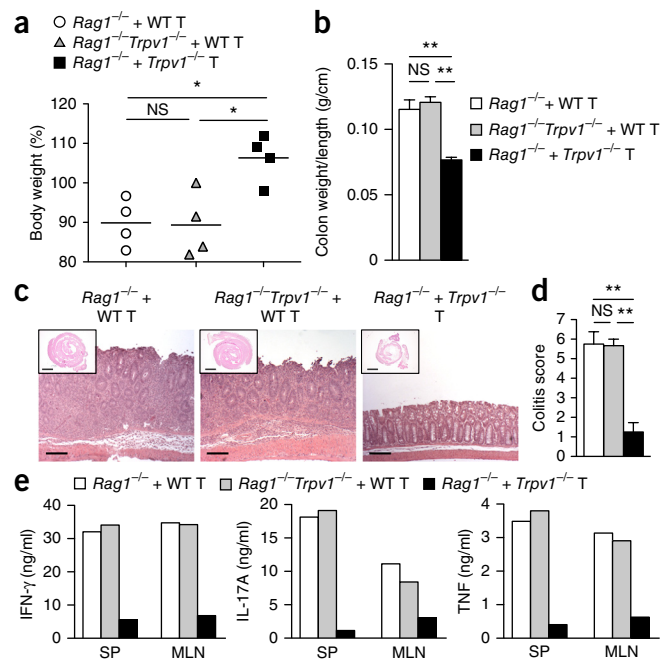 a
Rag1–/– + WT T
Rag1–/–Trpv1–/– + WT T
Rag1–/– + Trpv1–/– T
Body weight (%)
120
110
100
90
80
*
NS
*
b
Colon weight/length (g/cm)
0.15
0.10
0.05
0
**
NS **
Rag1–/– + WT T
Rag1–/–Trpv1–/– + WT T
Rag1–/– + Trpv1–/– T
c
Rag1–/– +
WT T
Rag1–/–Trpv1–/– +
WT T
Rag1–/– + Trpv1–/–
T
d
Colitis score
7
6
5
4
3
2
1
0
**
NS **
e
Rag1–/– + WT T
Rag1–/–Trpv1–/– + WT T
Rag1–/– + Trpv1–/– T
IFN-γ (ng/ml)
40
30
20
10
0
SP MLN
IL-17A (ng/ml)
20
15
10
5
0
SP MLN
TNF (ng/ml)
4
3
2
1
0
SP MLN